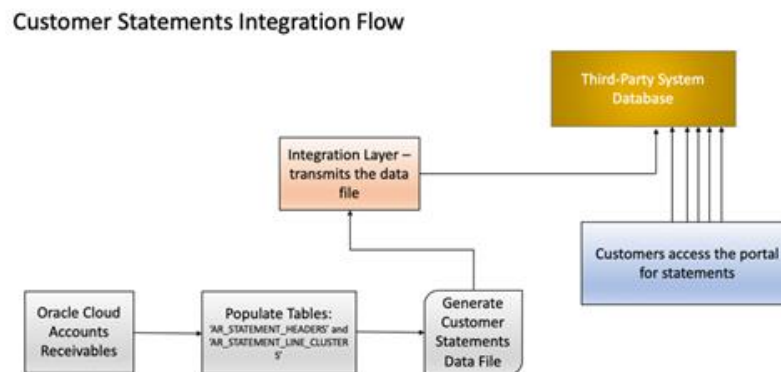 Customer Statements Integration Flow
Third-Party System
Database
Integration Layer –
transmits the data
file
Customers access the portal
for statements
Oracle Cloud
Accounts
Receivables
Populate Tables:
'AR_STATEMENT_HEADERS' and
'AR_STATEMENT_LINE_CLUSTER
S'
Generate
Customer
Statements
Data File